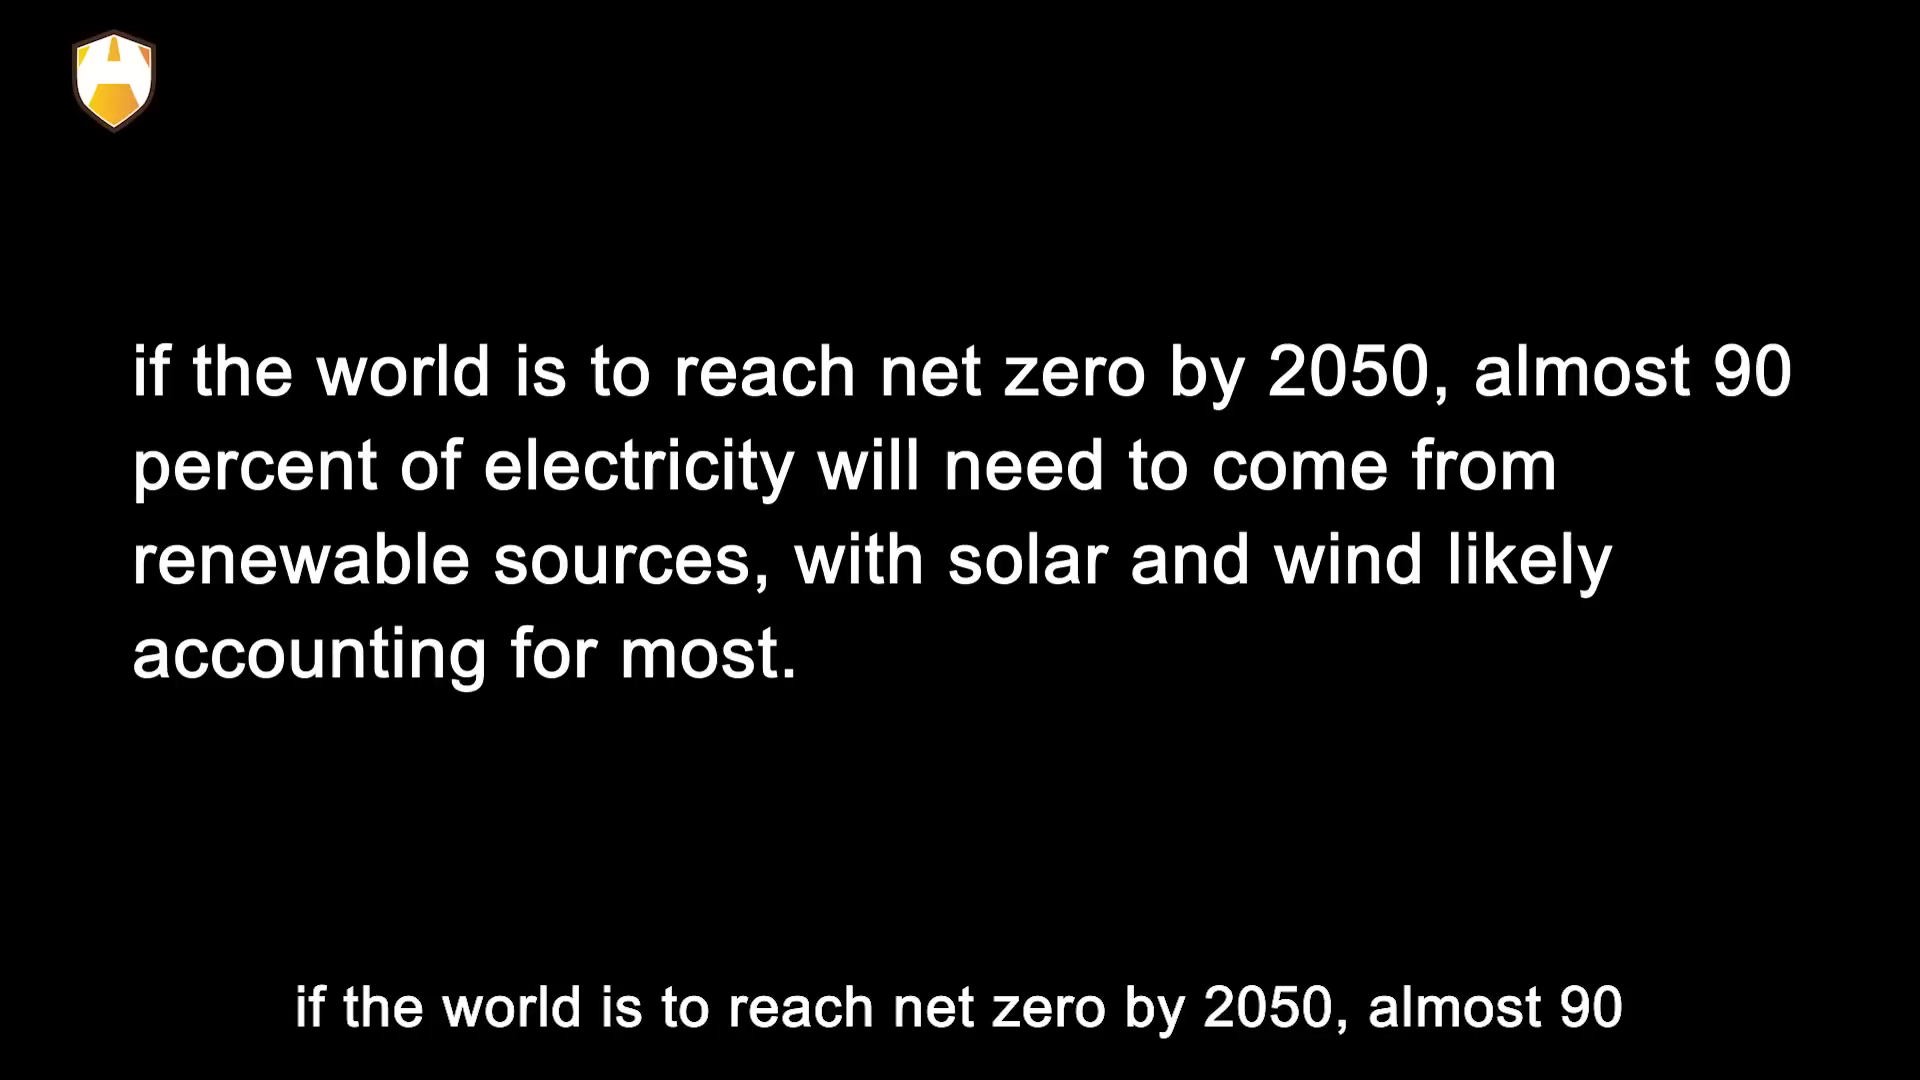 if the world is to reach net zero by 2050, almost 90
percent of electricity will need to come from
renewable sources, with solar and wind likely
accounting for most.
if the world is to reach net zero by 2050, almost 90